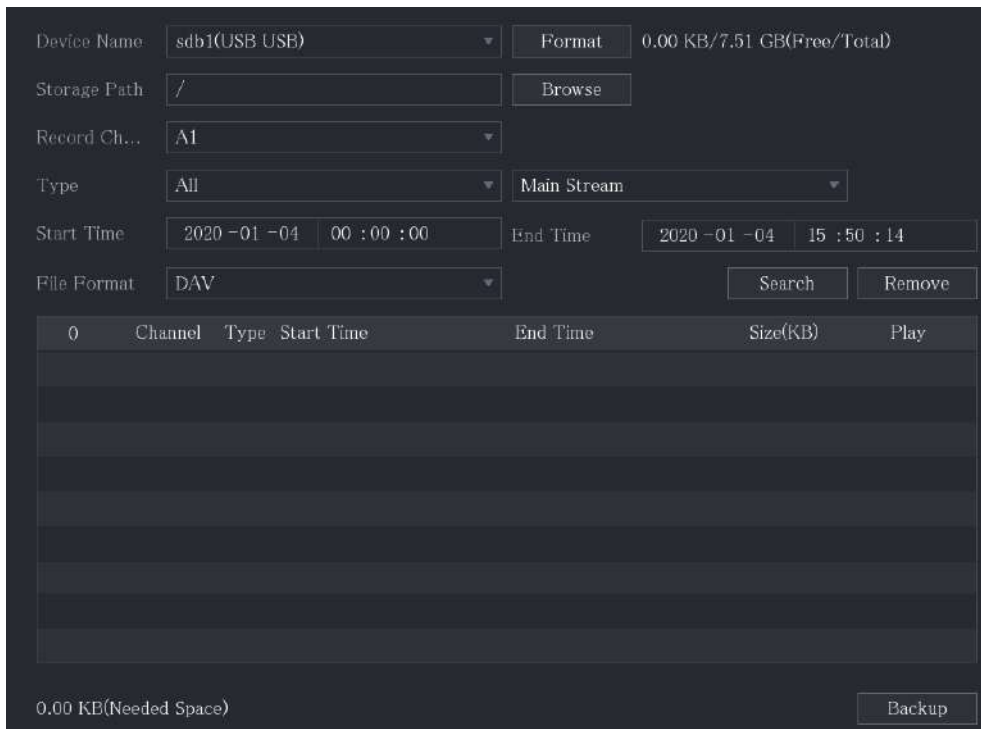 Device Name sdb1(USB USB) Format 0.00 KB/7.51 GB(Free/Total)
Storage Path / Browse
Record Ch... A1
Type All Main Stream
Start Time 2020 -01 -04 00 :00 :00 End Time 2020 -01 -04 15 :50 :14
File Format DAV Search Remove
0 Channel Type Start Time End Time Size(KB) Play
0.00 KB(Needed Space) Backup